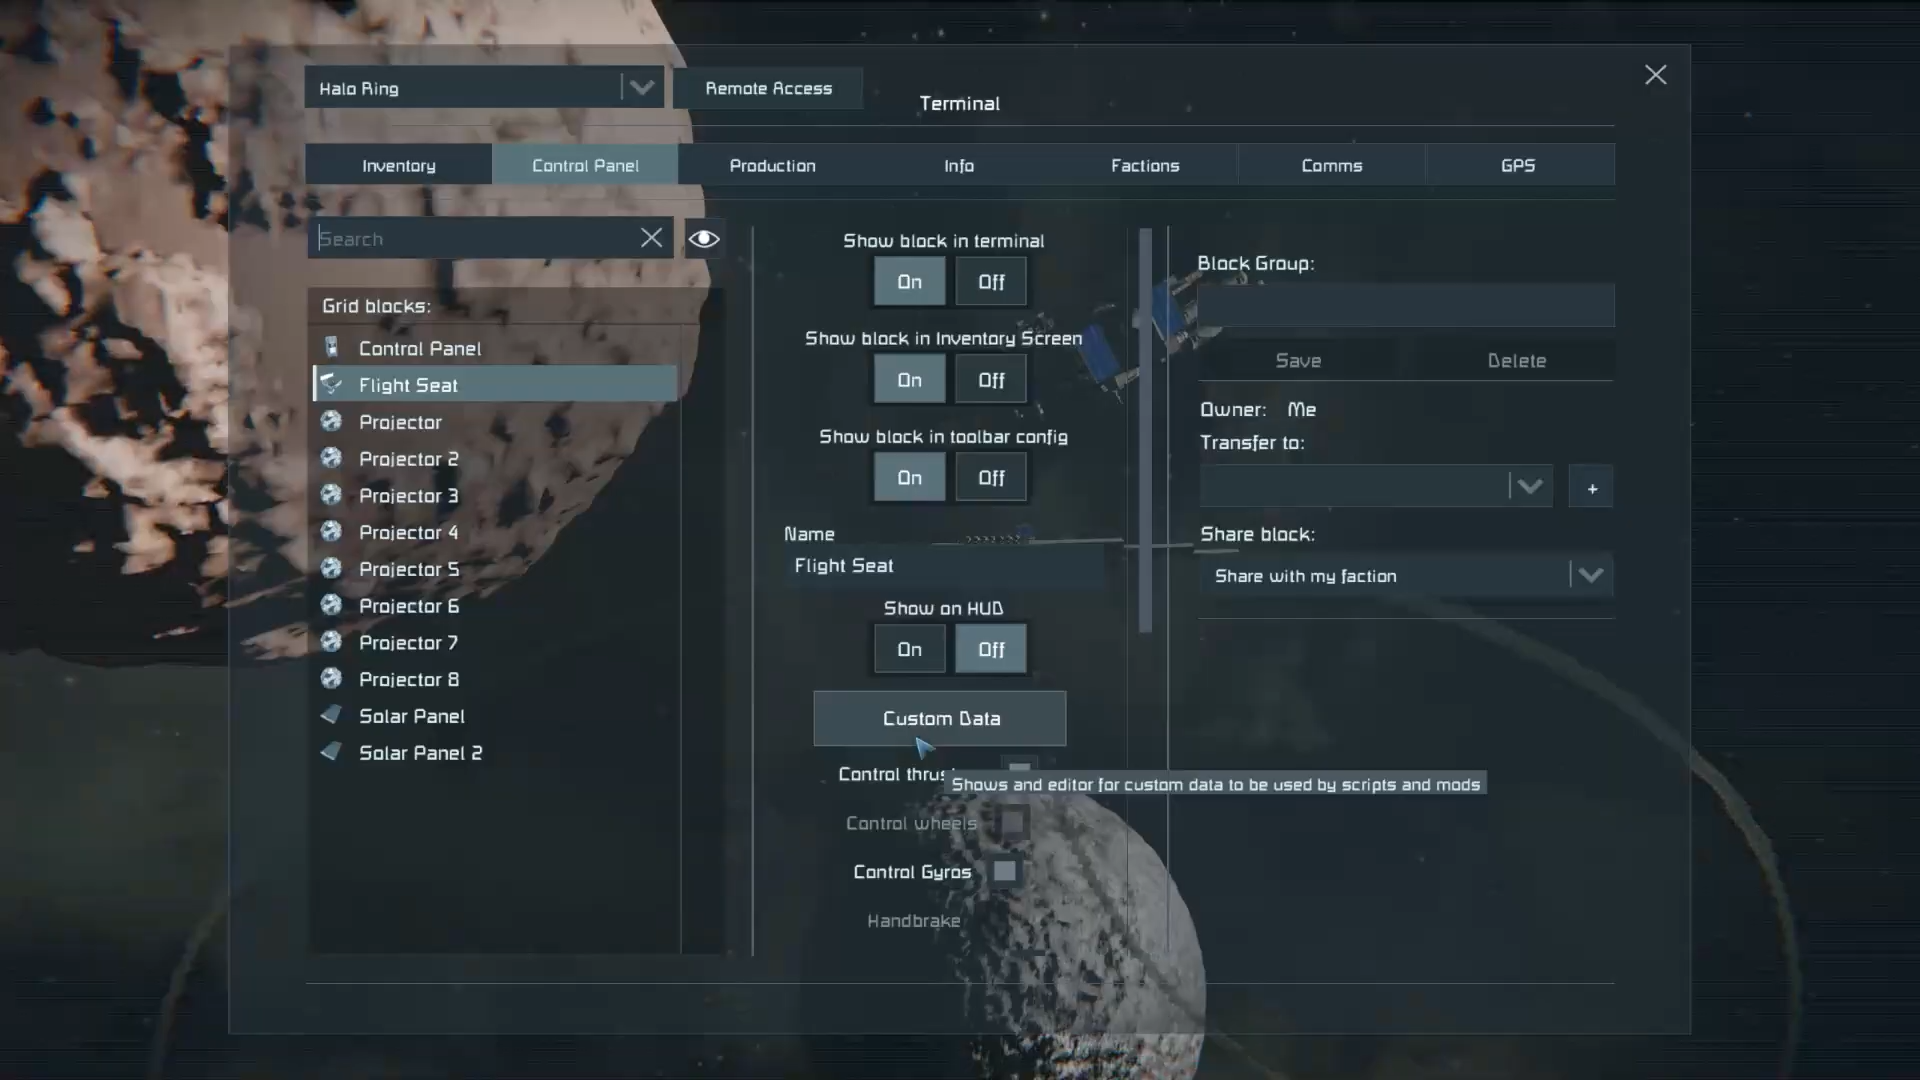 Halo Ring
Remote Access
Terminal
Inventory
Control Panel
Production
Info
Factions
Comms
GPS
Search
Grid blocks:
Control Panel
Flight Seat
Projector
Projector 2
Projector 3
Projector 4
Projector 5
Projector 6
Projector 7
Projector 8
Solar Panel
Solar Panel 2
Show block in terminal
On Off
Show block in Inventory Screen
On Off
Show block in toolbar config
On Off
Name
Flight Seat
Show on HUD
On Off
Custom Data
Control thrus
Shows and editor for custom data to be used by scripts and mods
Control wheels
Control Gyros
Handbrake
Block Group:
Save Delete
Owner: Me
Transfer to:
+
Share block:
Share with my faction